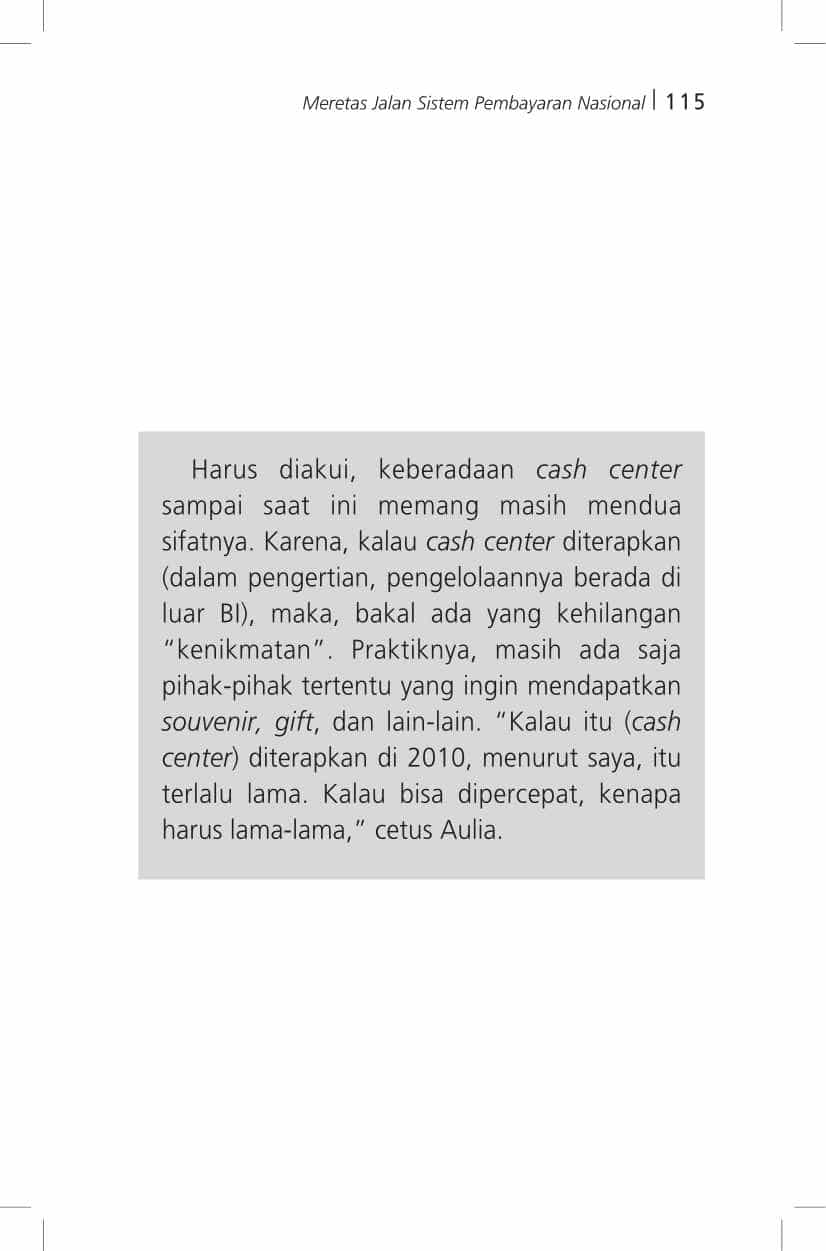 Meretas Jalan Sistem Pembayaran Nasional | 115
Harus diakui, keberadaan cash center
sampai saat ini memang masih mendua
sifatnya. Karena, kalau cash center diterapkan
(dalam pengertian, pengelolaannya berada di
luar BI), maka, bakal ada yang kehilangan
“kenikmatan”. Praktiknya, masih ada saja
pihak-pihak tertentu yang ingin mendapatkan
souvenir, gift, dan lain-lain. “Kalau itu (cash
center) diterapkan di 2010, menurut saya, itu
terlalu lama. Kalau bisa dipercepat, kenapa
harus lama-lama,” cetus Aulia.